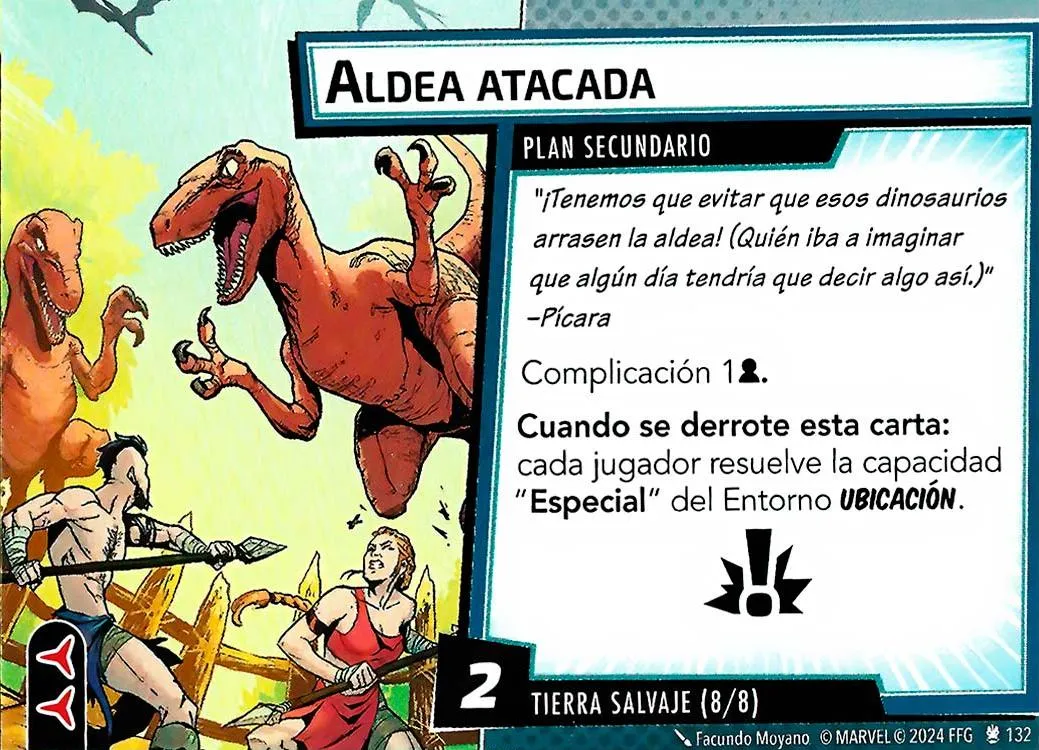 Aldea atacada
PLAN SECUNDARIO
"¡Tenemos que evitar que esos dinosaurios
arrasen la aldea! (Quién iba a imaginar
que algún día tendría que decir algo así.)"
–Pícara
Complicación 1.
Cuando se derrote esta carta:
cada jugador resuelve la capacidad
"Especial" del Entorno UBICACIÓN.
2
TIERRA SALVAJE (8/8)
Facundo Moyano © MARVEL © 2024 FFG 132